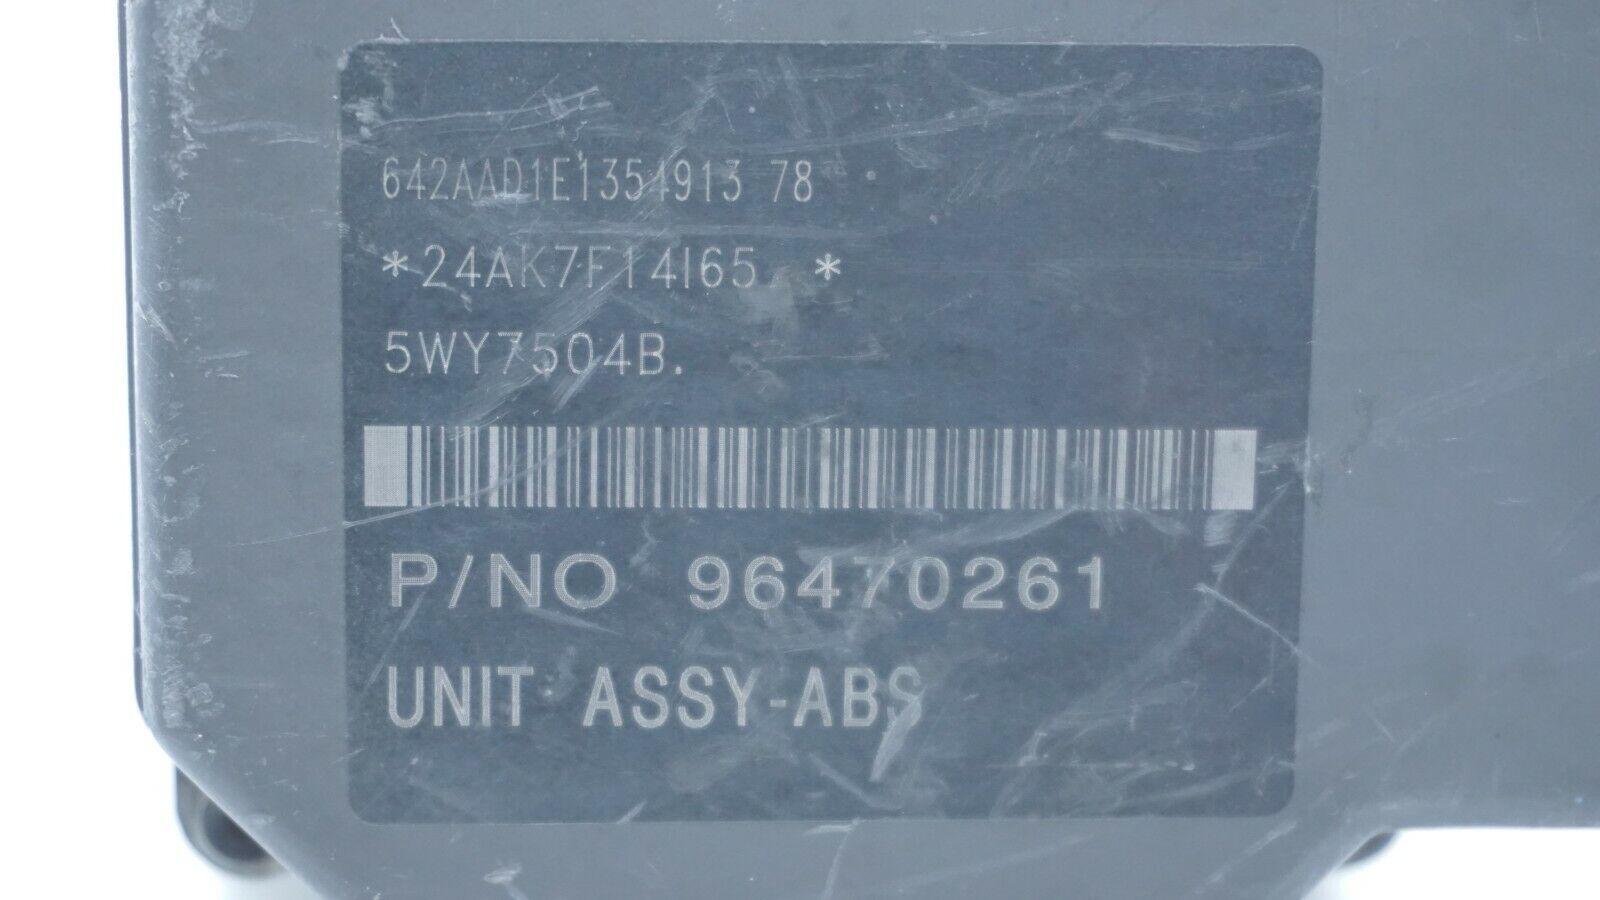 642AAD1E1354913 78
*24AK7F14I65 *
5WY7504B.
P/NO 96470261
UNIT ASSY-ABS